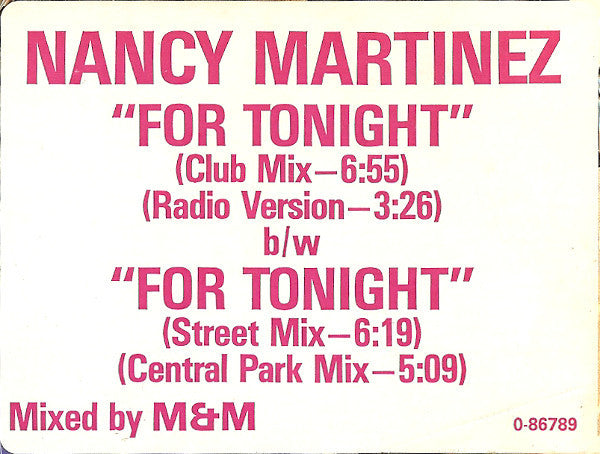 NANCY MARTINEZ
"FOR TONIGHT"
(Club Mix—6:55)
(Radio Version—3:26)
b/w
"FOR TONIGHT"
(Street Mix—6:19)
(Central Park Mix—5:09)
Mixed by M&M
0-86789